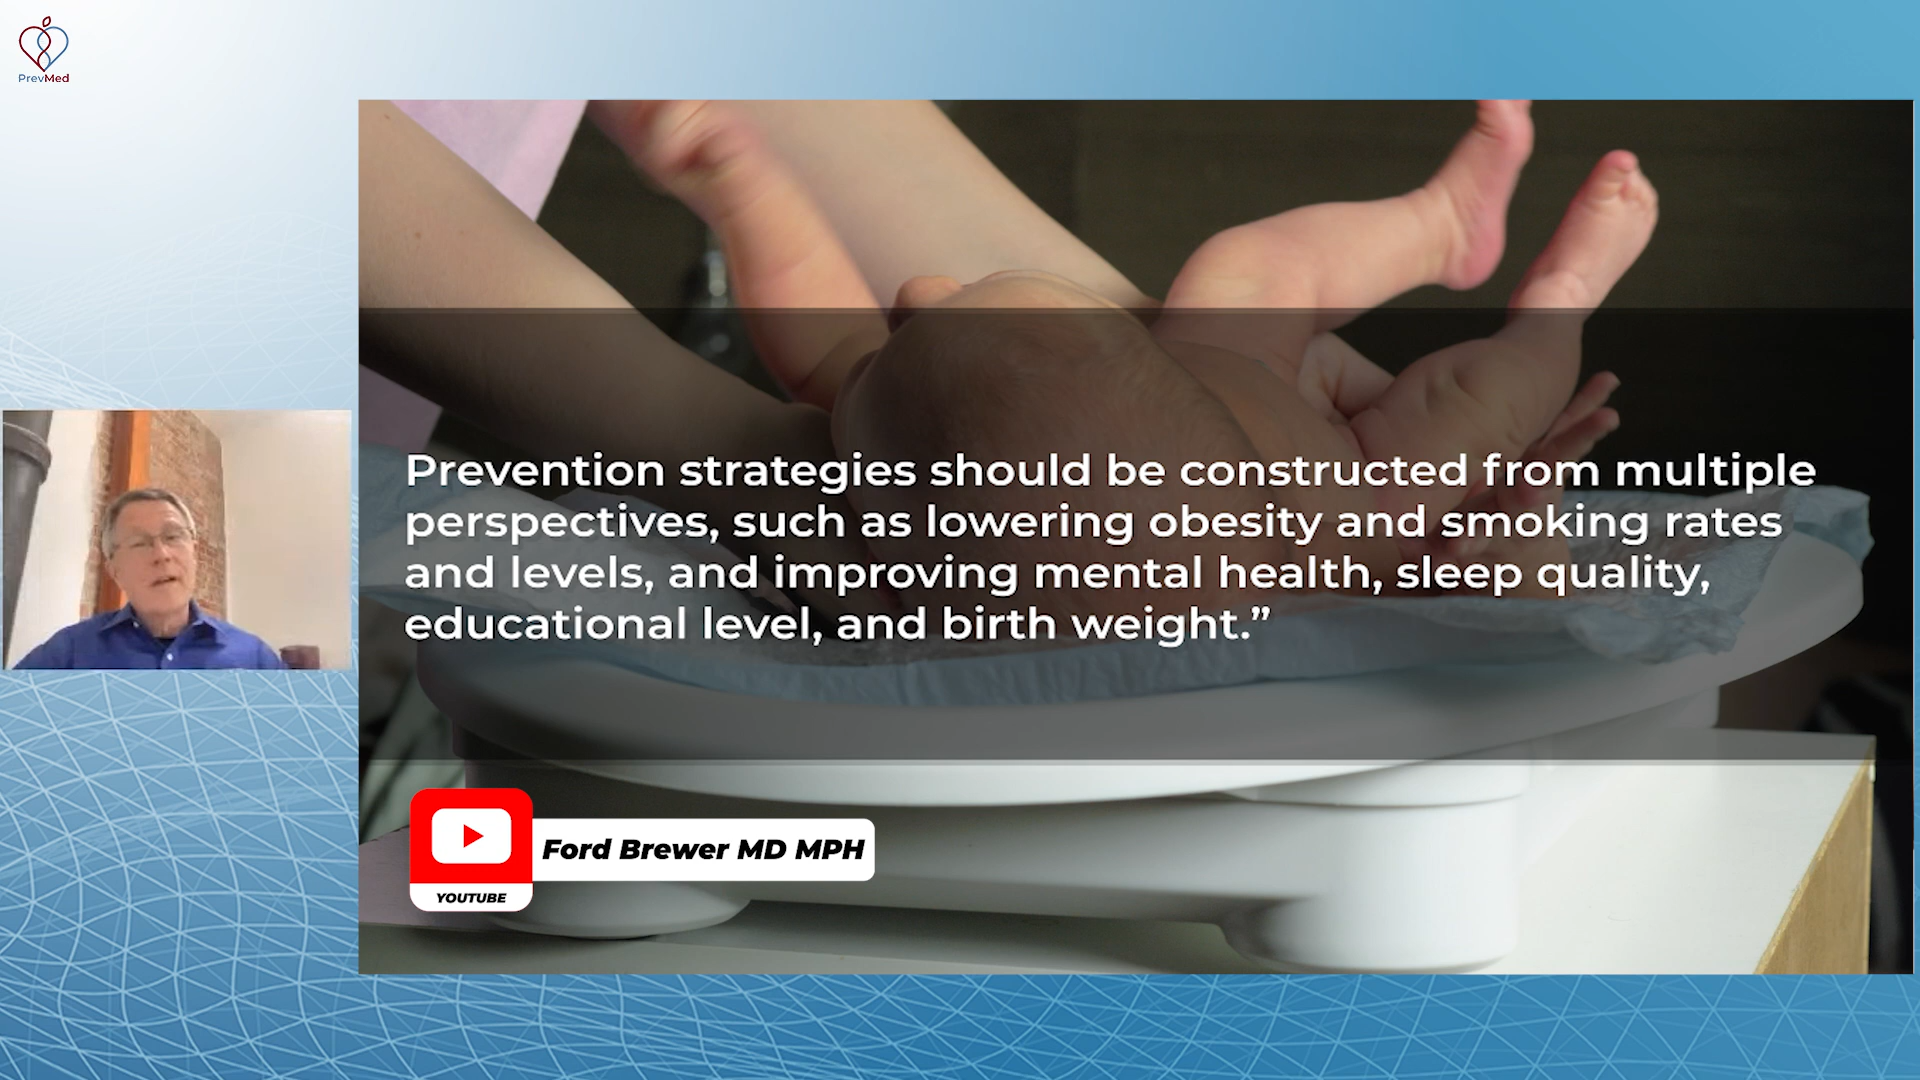 PrevMed
Prevention strategies should be constructed from multiple
perspectives, such as lowering obesity and smoking rates
and levels, and improving mental health, sleep quality,
educational level, and birth weight.”
Ford Brewer MD MPH
YOUTUBE